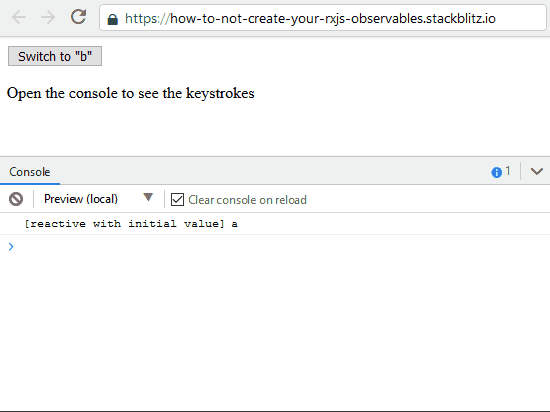 https://how-to-not-create-your-rxjs-observables.stackblitz.io
Switch to "b"
Open the console to see the keystrokes
Console
1
Preview (local)
Clear console on reload
[reactive with initial value] a